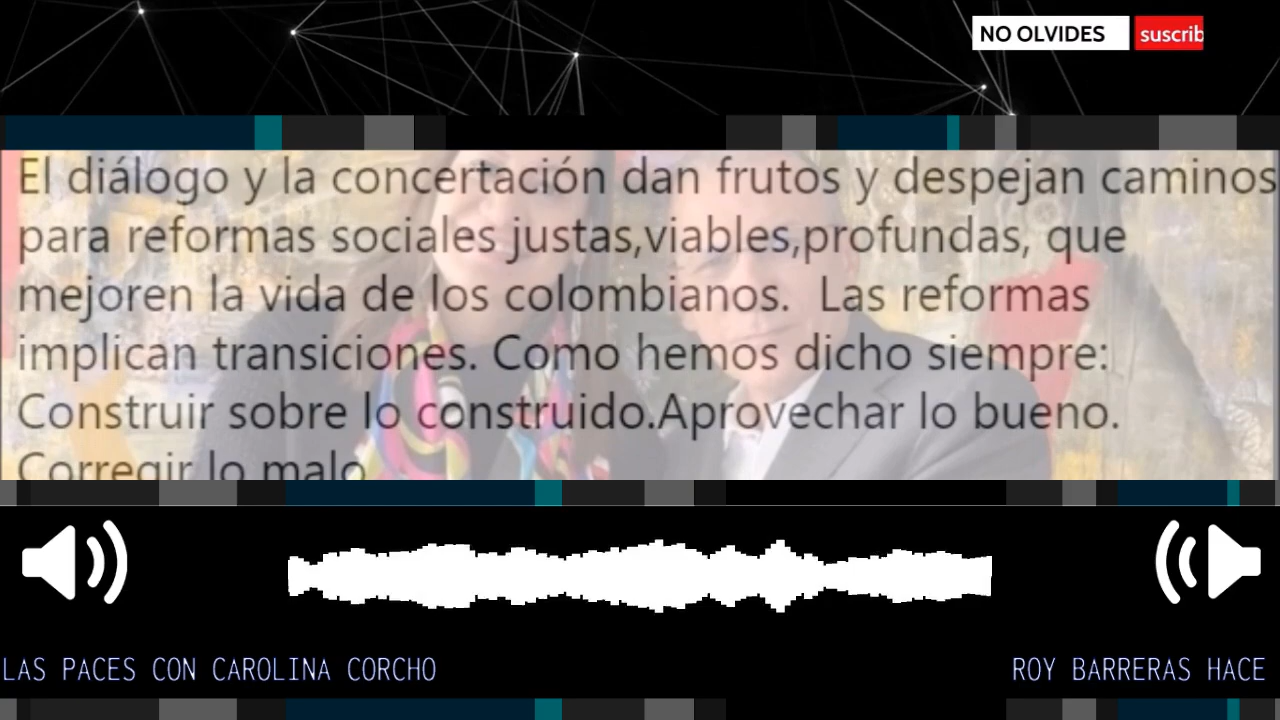 NO OLVIDES suscrib
El diálogo y la concertación dan frutos y despejan caminos
para reformas sociales justas,viables,profundas, que
mejoren la vida de los colombianos.  Las reformas
implican transiciones. Como hemos dicho siempre:
Construir sobre lo construido.Aprovechar lo bueno.
Corregir lo malo
LAS PACES CON CAROLINA CORCHO
ROY BARRERAS HACE